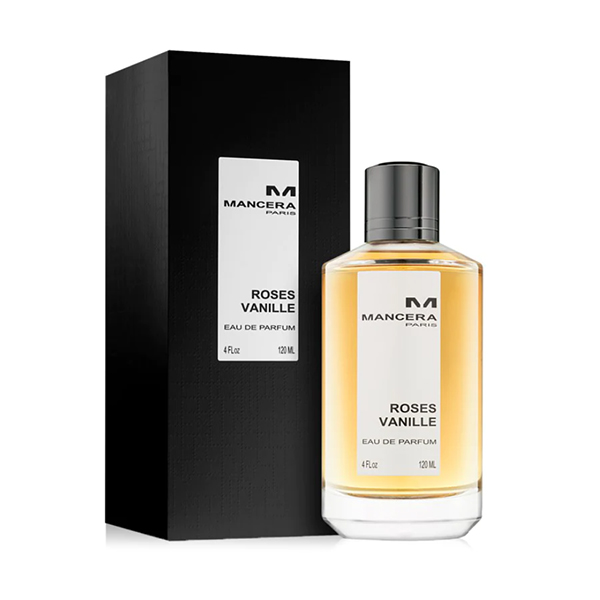 M
MANCERA
PARIS
ROSES
VANILLE
EAU DE PARFUM
4 FLoz 120 ML
M
MANCERA
PARIS
ROSES
VANILLE
EAU DE PARFUM
4 FLoz 120 ML